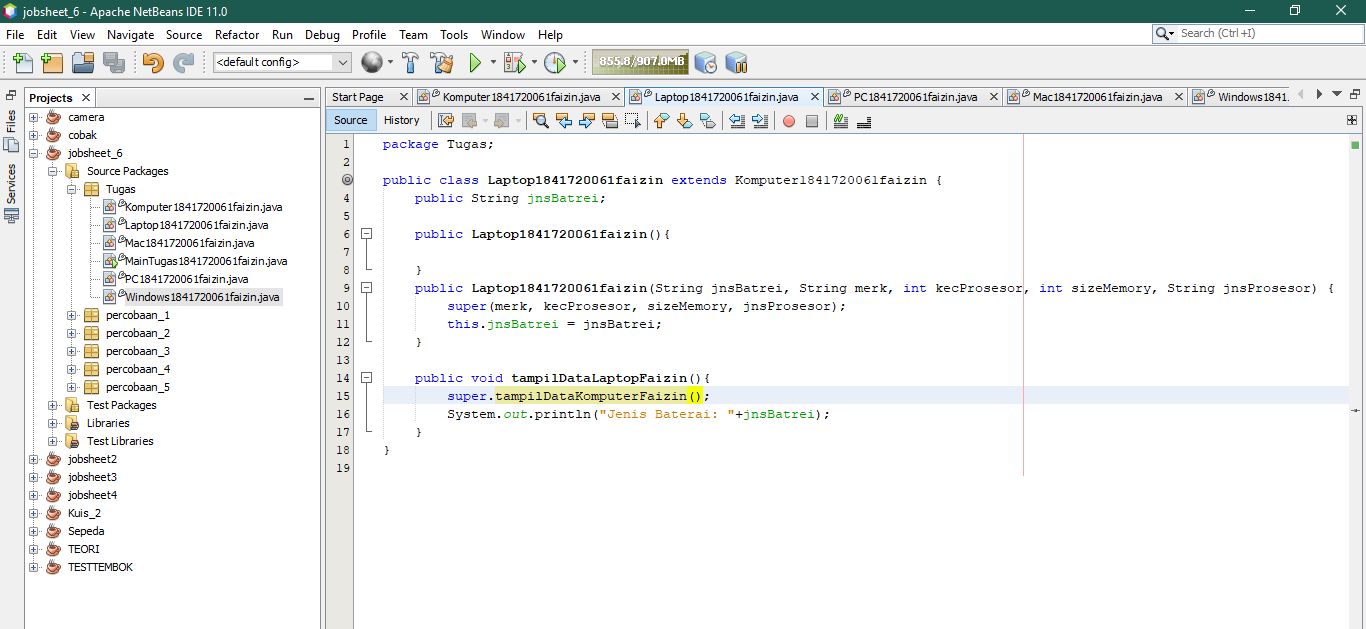 jobsheet_6 - Apache NetBeans IDE 11.0
File Edit View Navigate Source Refactor Run Debug Profile Team Tools Window Help
Search (Ctrl+I)
<default config>
855.8/907.0MB
Files
Services
Projects
camera
cobak
jobsheet_6
Source Packages
Tugas
Komputer1841720061faizin.java
Laptop1841720061faizin.java
Mac1841720061faizin.java
MainTugas1841720061faizin.java
PC1841720061faizin.java
Windows1841720061faizin.java
percobaan_1
percobaan_2
percobaan_3
percobaan_4
percobaan_5
Test Packages
Libraries
Test Libraries
jobsheet2
jobsheet3
jobsheet4
Kuis_2
Sepeda
TEORI
TESTTEMBOK
Start Page Komputer1841720061faizin.java Laptop1841720061faizin.java PC1841720061faizin.java Mac1841720061faizin.java Windows1841.
Source History
1 package Tugas;
2
public class Laptop1841720061faizin extends Komputer1841720061faizin {
4 public String jnsBatrei;
5
6 public Laptop1841720061faizin(){
7
8 }
9 public Laptop1841720061faizin(String jnsBatrei, String merk, int kecProsesor, int sizeMemory, String jnsProsesor) {
10 super(merk, kecProsesor, sizeMemory, jnsProsesor);
11 this.jnsBatrei = jnsBatrei;
12 }
13
14 public void tampilDataLaptopFaizin(){
15 super.tampilDataKomputerFaizin();
16 System.out.println("Jenis Baterai: "+jnsBatrei);
17 }
18 }
19